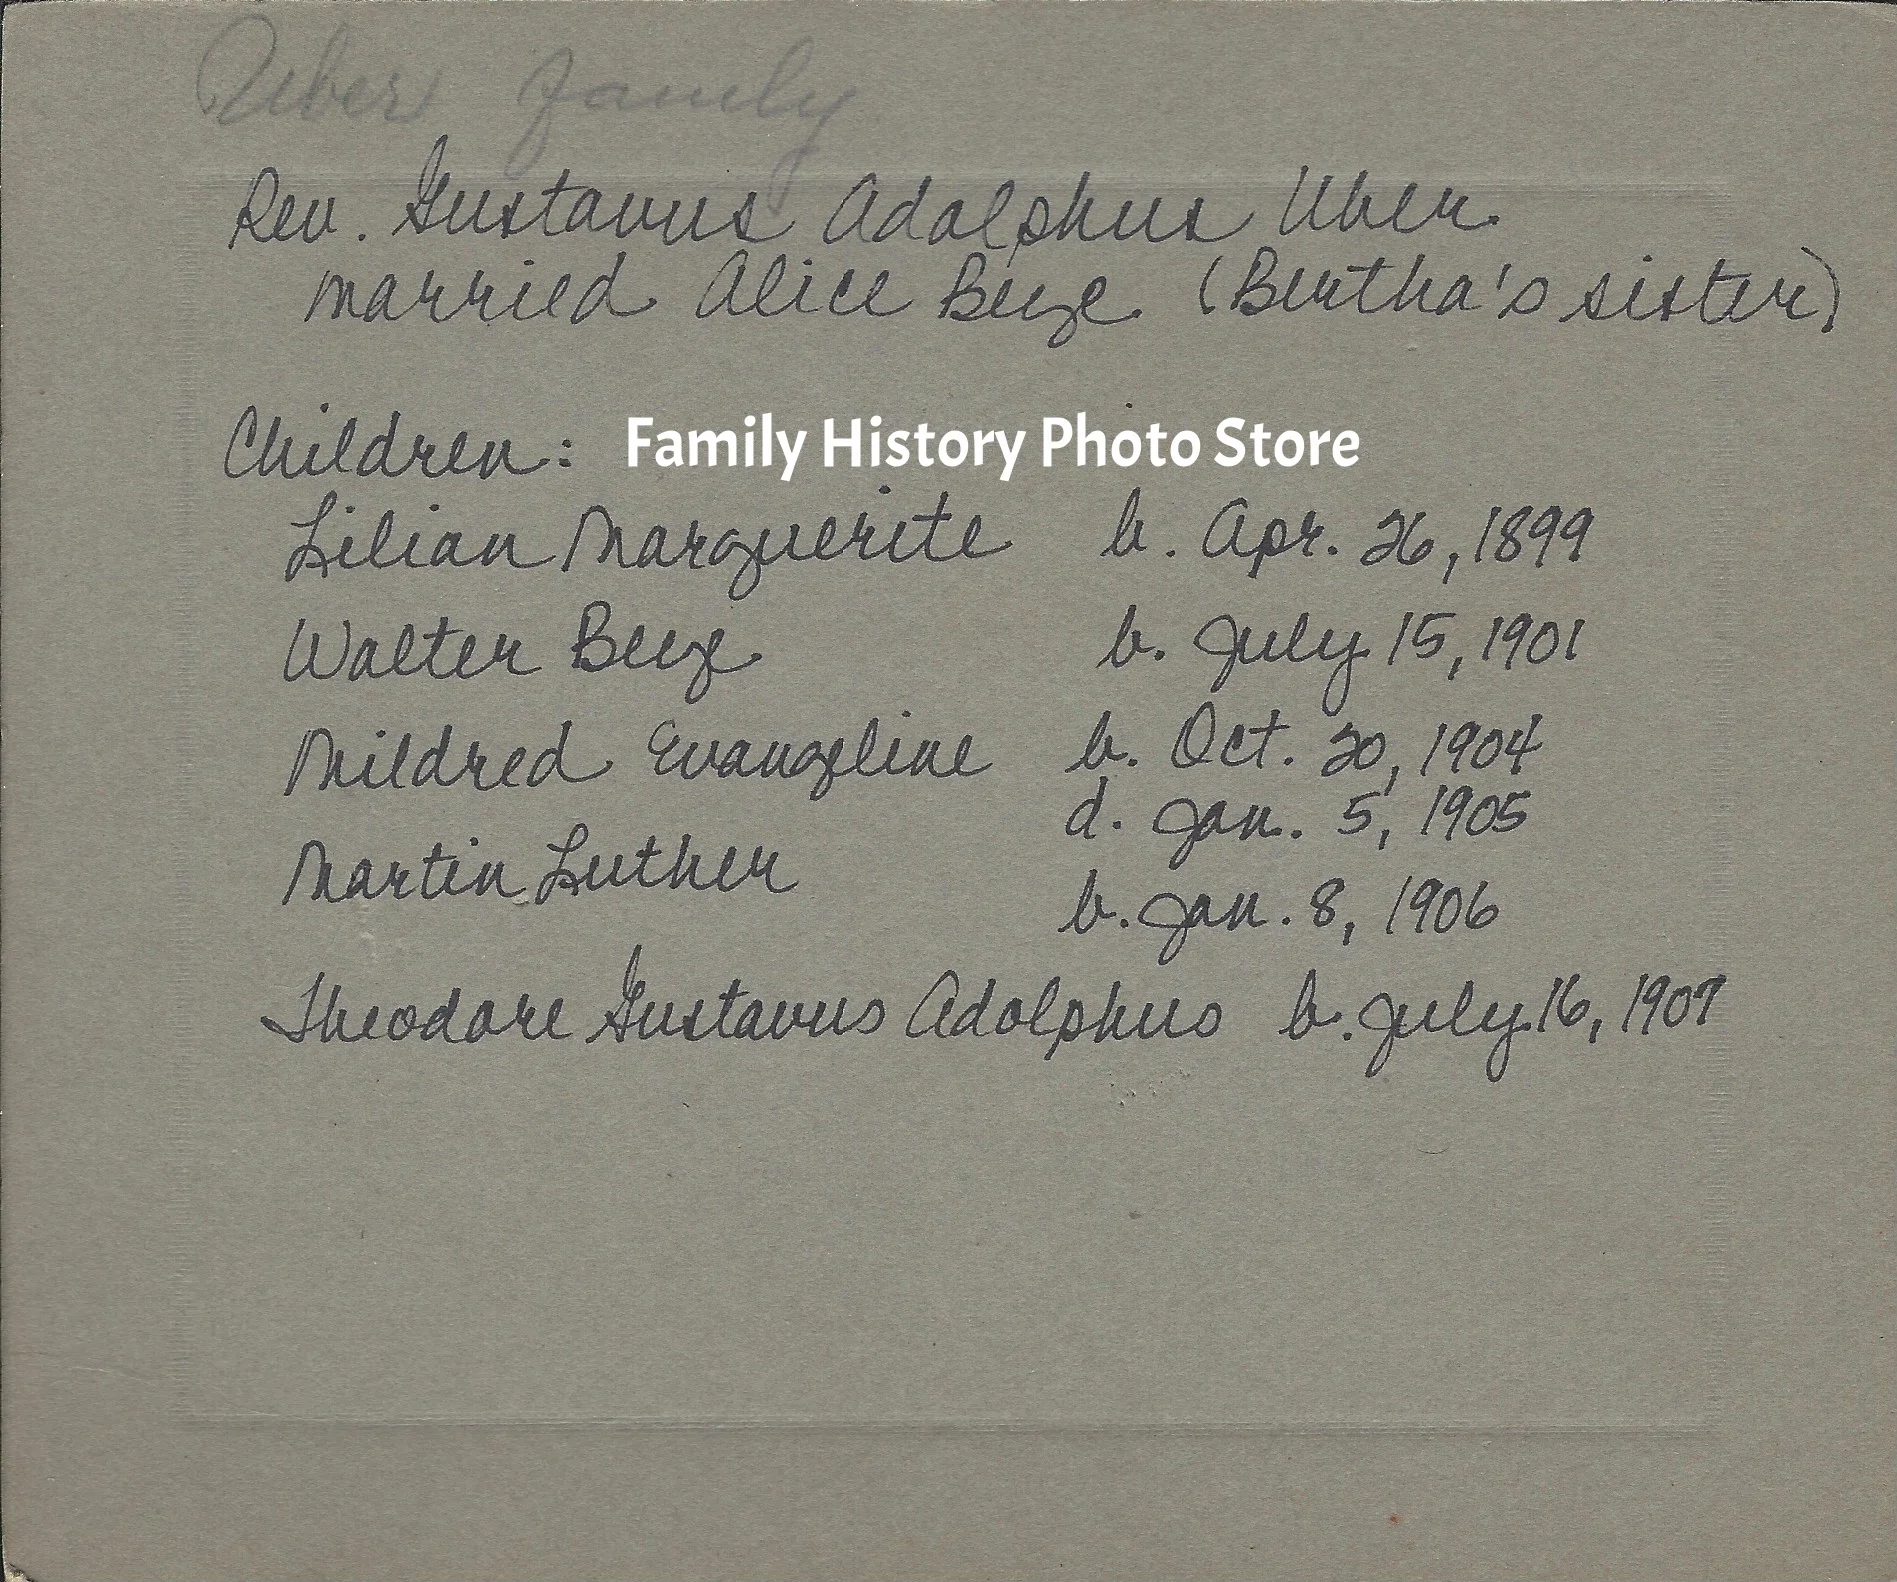 Uber family
Rev. Gustavus Adolphus Uber
married Alice Beize (Bertha's sister)
Children: Family History Photo Store
Lilian Marguerite b. Apr. 26, 1899
Walter Beize b. July 15, 1901
Mildred Evangeline b. Oct. 20, 1904
d. Jan. 5, 1905
Martin Luther
b. Jan. 8, 1906
Theodore Gustavus Adolphus b. July 16, 1907